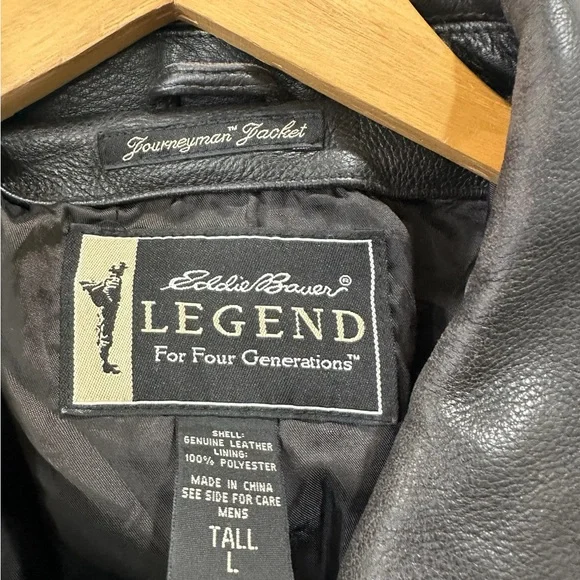 Journeyman™ Jacket
Eddie Bauer®
LEGEND
For Four Generations™
SHELL:
GENUINE LEATHER
LINING:
100% POLYESTER
MADE IN CHINA
SEE SIDE FOR CARE
MENS
TALL
L